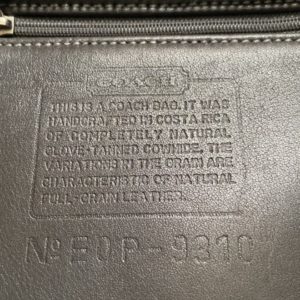 COACH
THIS IS A COACH BAG. IT WAS
HANDCRAFTED IN COSTA RICA
OF COMPLETELY NATURAL
GLOVE-TANNED COWHIDE, THE
VARIATIONS IN THE GRAIN ARE
CHARACTERISTIC OF NATURAL
FULL-GRAIN LEATHER.
Nº EOP-9310